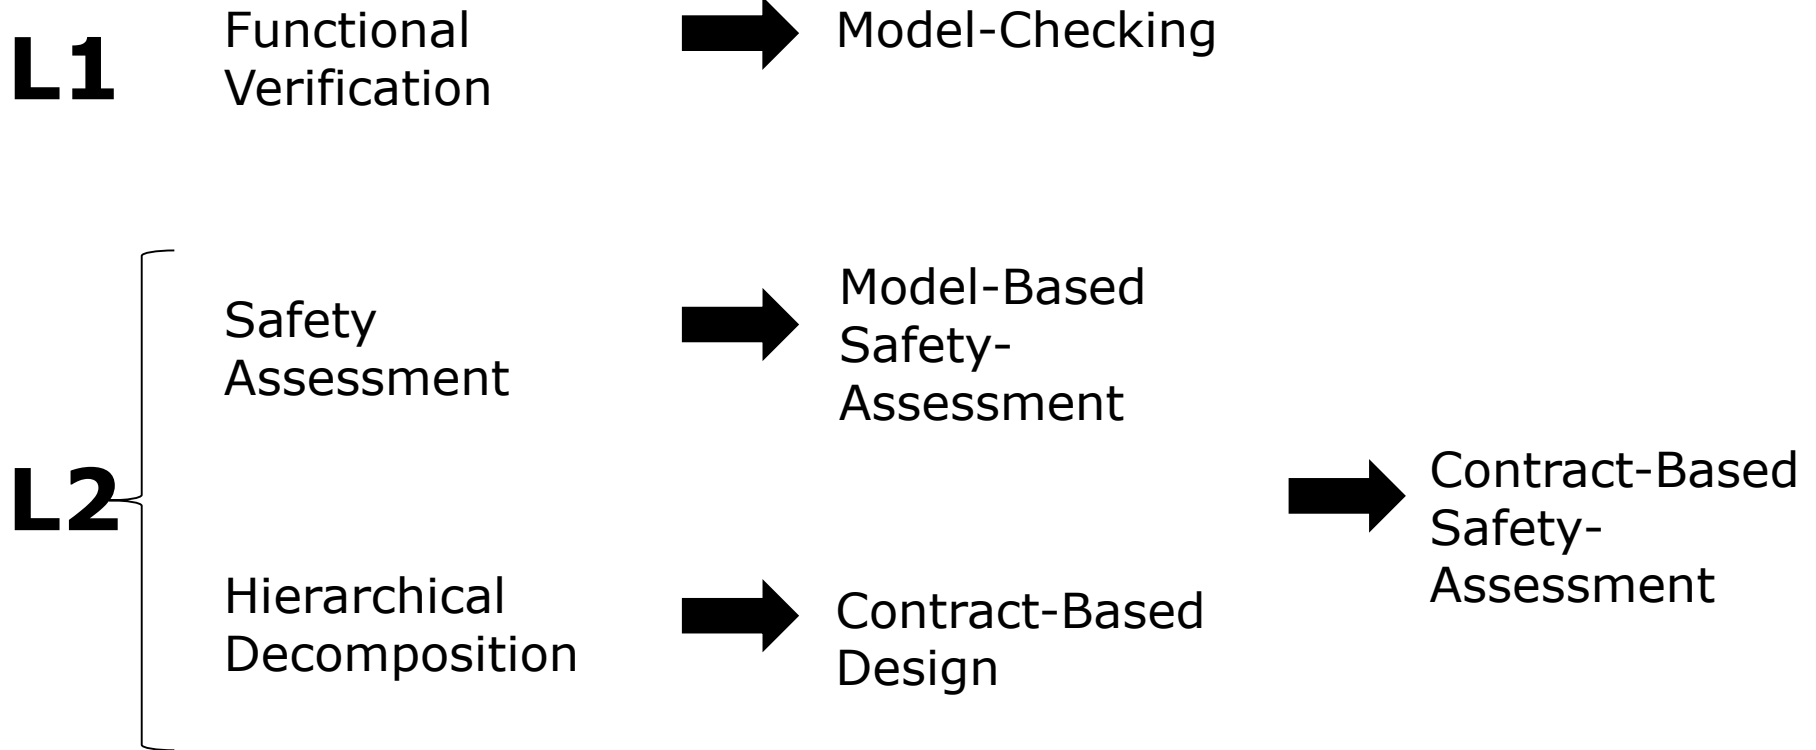 L1
Functional
Verification
Model-Checking
L2
Safety
Assessment
Model-Based
Safety-
Assessment
Hierarchical
Decomposition
Contract-Based
Design
Contract-Based
Safety-
Assessment